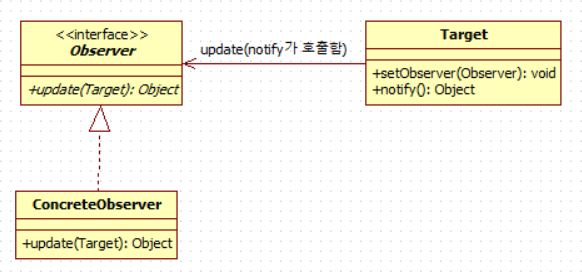 <<interface>>
Observer
+update(Target): Object
update(notify가 호출함)
Target
+setObserver(Observer): void
+notify(): Object
ConcreteObserver
+update(Target): Object